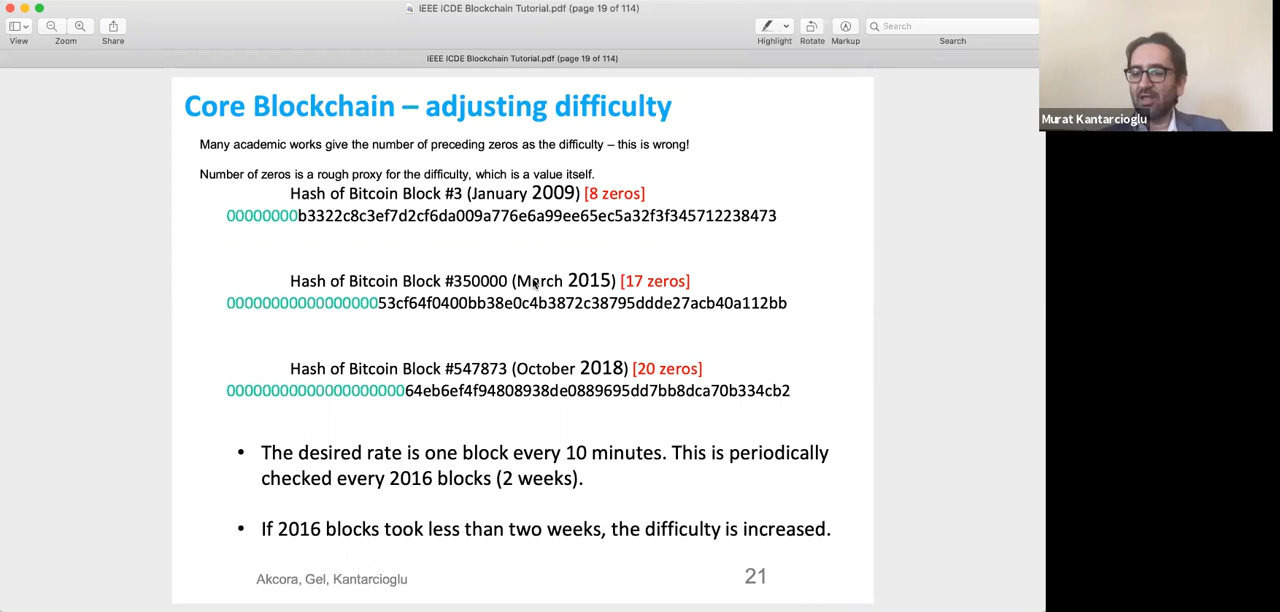 IEEE ICDE Blockchain Tutorial.pdf (page 19 of 114)
View
Zoom
Share
Highlight
Rotate
Markup
Search
Search
IEEE ICDE Blockchain Tutorial.pdf (page 19 of 114)
Core Blockchain – adjusting difficulty
Many academic works give the number of preceding zeros as the difficulty – this is wrong!
Number of zeros is a rough proxy for the difficulty, which is a value itself.
Hash of Bitcoin Block #3 (January 2009) [8 zeros]
00000000b3322c8c3ef7d2cf6da009a776e6a99ee65ec5a32f3f345712238473
Hash of Bitcoin Block #350000 (March 2015) [17 zeros]
0000000000000000053cf64f0400bb38e0c4b3872c38795ddde27acb40a112bb
Hash of Bitcoin Block #547873 (October 2018) [20 zeros]
0000000000000000000064eb6ef4f94808938de0889695dd7bb8dca70b334cb2
• The desired rate is one block every 10 minutes. This is periodically
checked every 2016 blocks (2 weeks).
• If 2016 blocks took less than two weeks, the difficulty is increased.
Akcora, Gel, Kantarcioglu
21
Murat Kantarcioglu